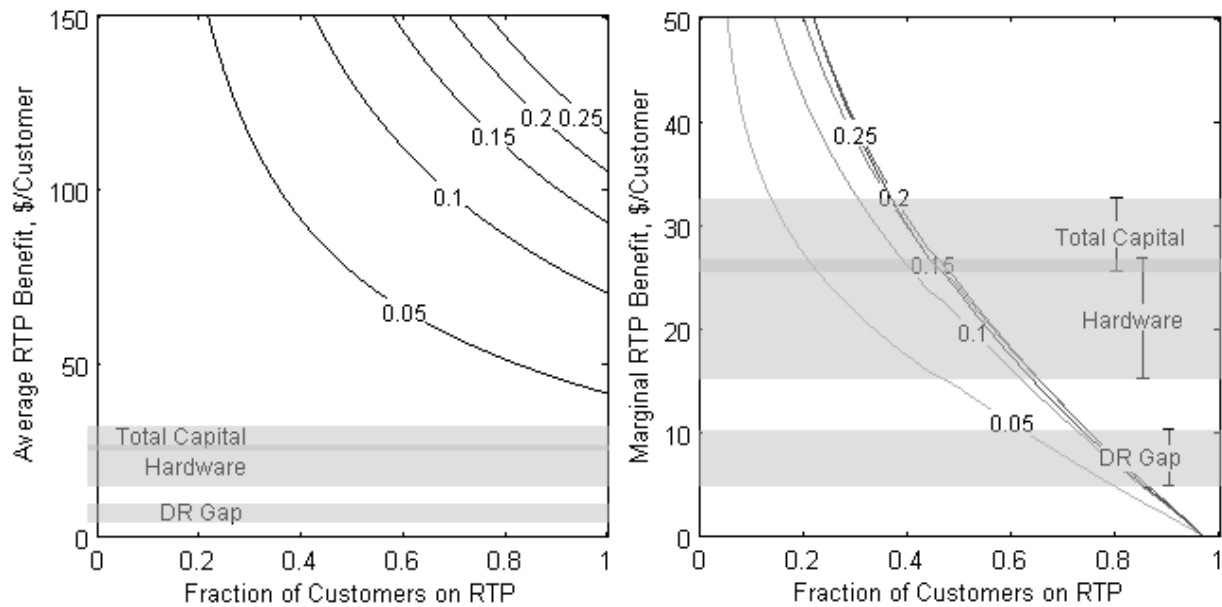 150
100
50
0
Average RTP Benefit, $/Customer
0.25
0.2
0.15
0.1
0.05
Total Capital
Hardware
DR Gap
0 0.2 0.4 0.6 0.8 1
Fraction of Customers on RTP
50
40
30
20
10
0
Marginal RTP Benefit, $/Customer
0.25
0.2
0.15
0.1
0.05
Total Capital
Hardware
DR Gap
0 0.2 0.4 0.6 0.8 1
Fraction of Customers on RTP